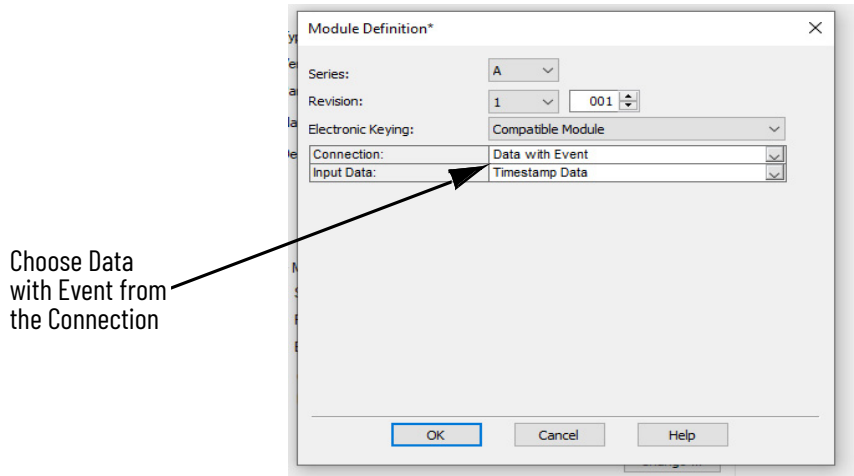 Module Definition*
Series:
A
Revision:
1
001
Electronic Keying:
Compatible Module
Connection:
Data with Event
Input Data:
Timestamp Data
Choose Data
with Event from
the Connection
OK
Cancel
Help